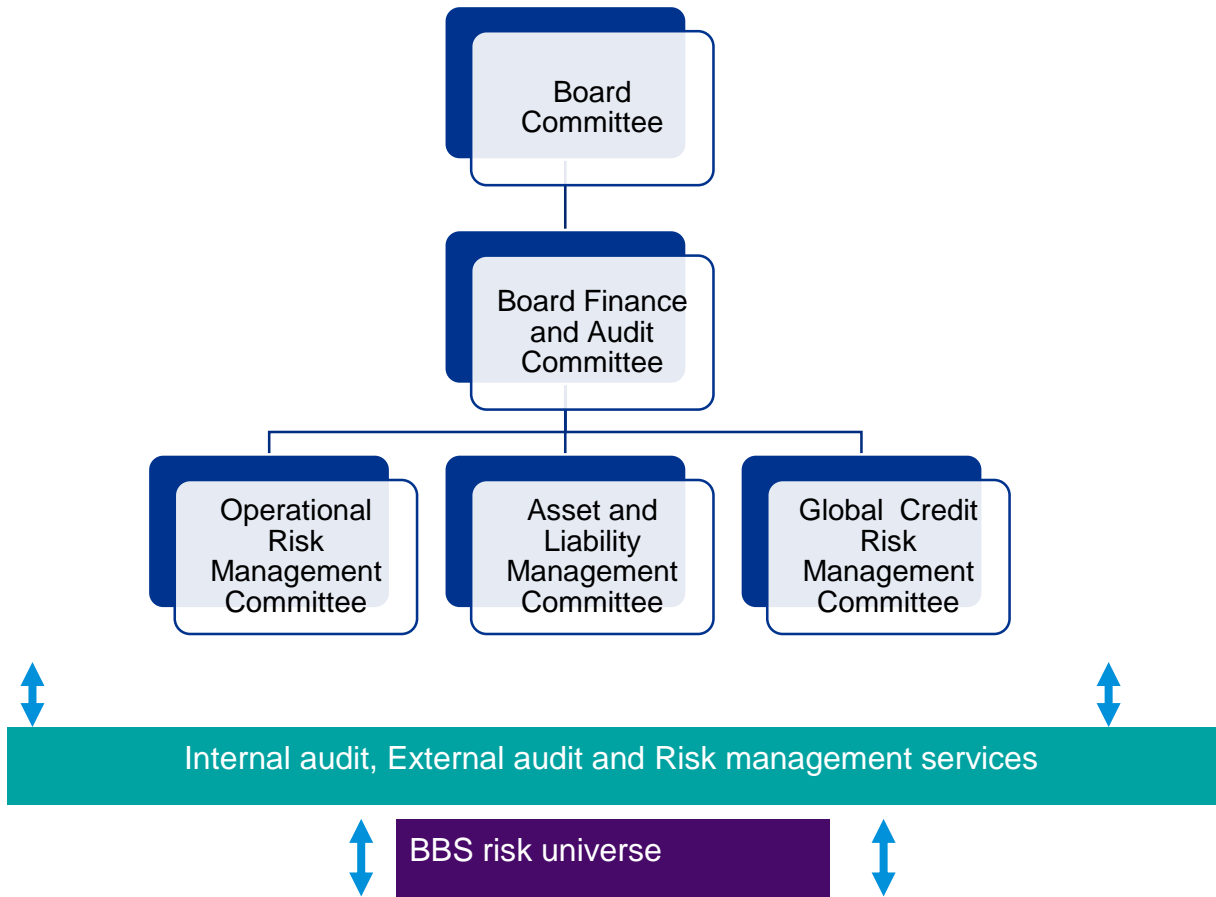 Board
Committee
Board Finance
and Audit
Committee
Operational
Risk
Management
Committee
Asset and
Liability
Management
Committee
Global Credit
Risk
Management
Committee
Internal audit, External audit and Risk management services
BBS risk universe